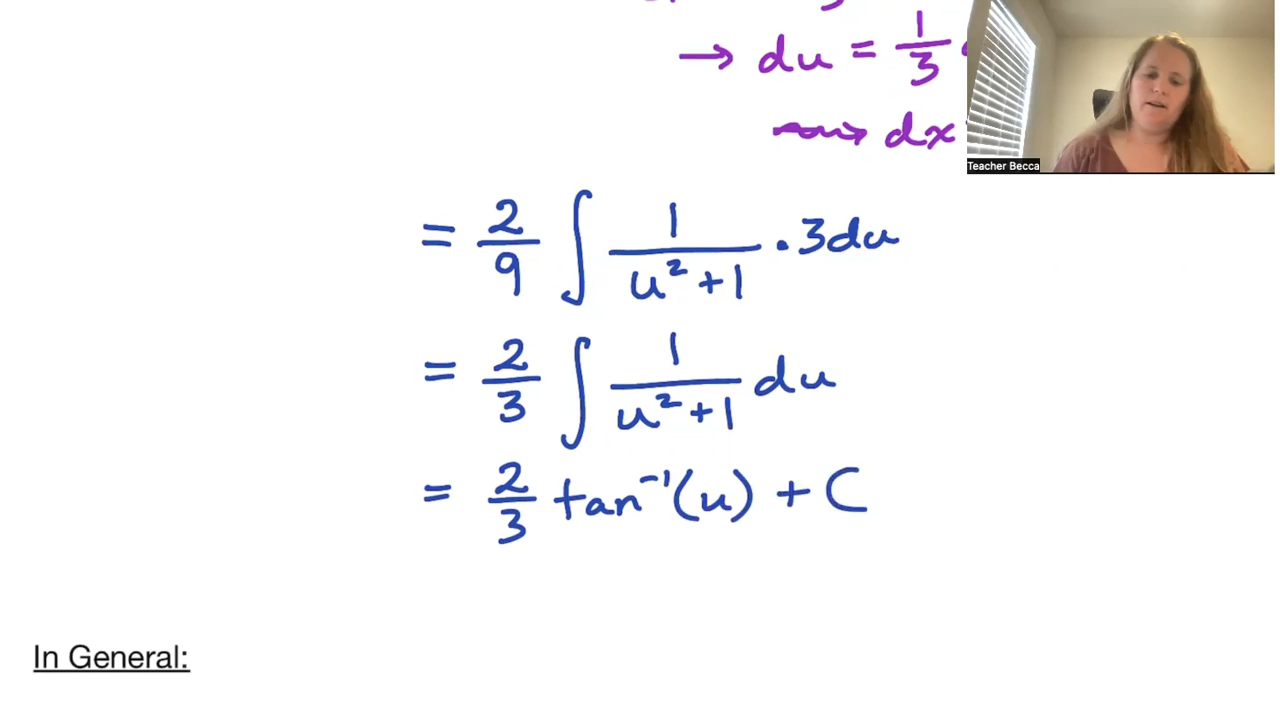 → du = 1/3
→ dx
Teacher Becca
= 2/9 ∫ 1/(u²+1) · 3du
= 2/3 ∫ 1/(u²+1) du
= 2/3 tan⁻¹(u) + C
In General: